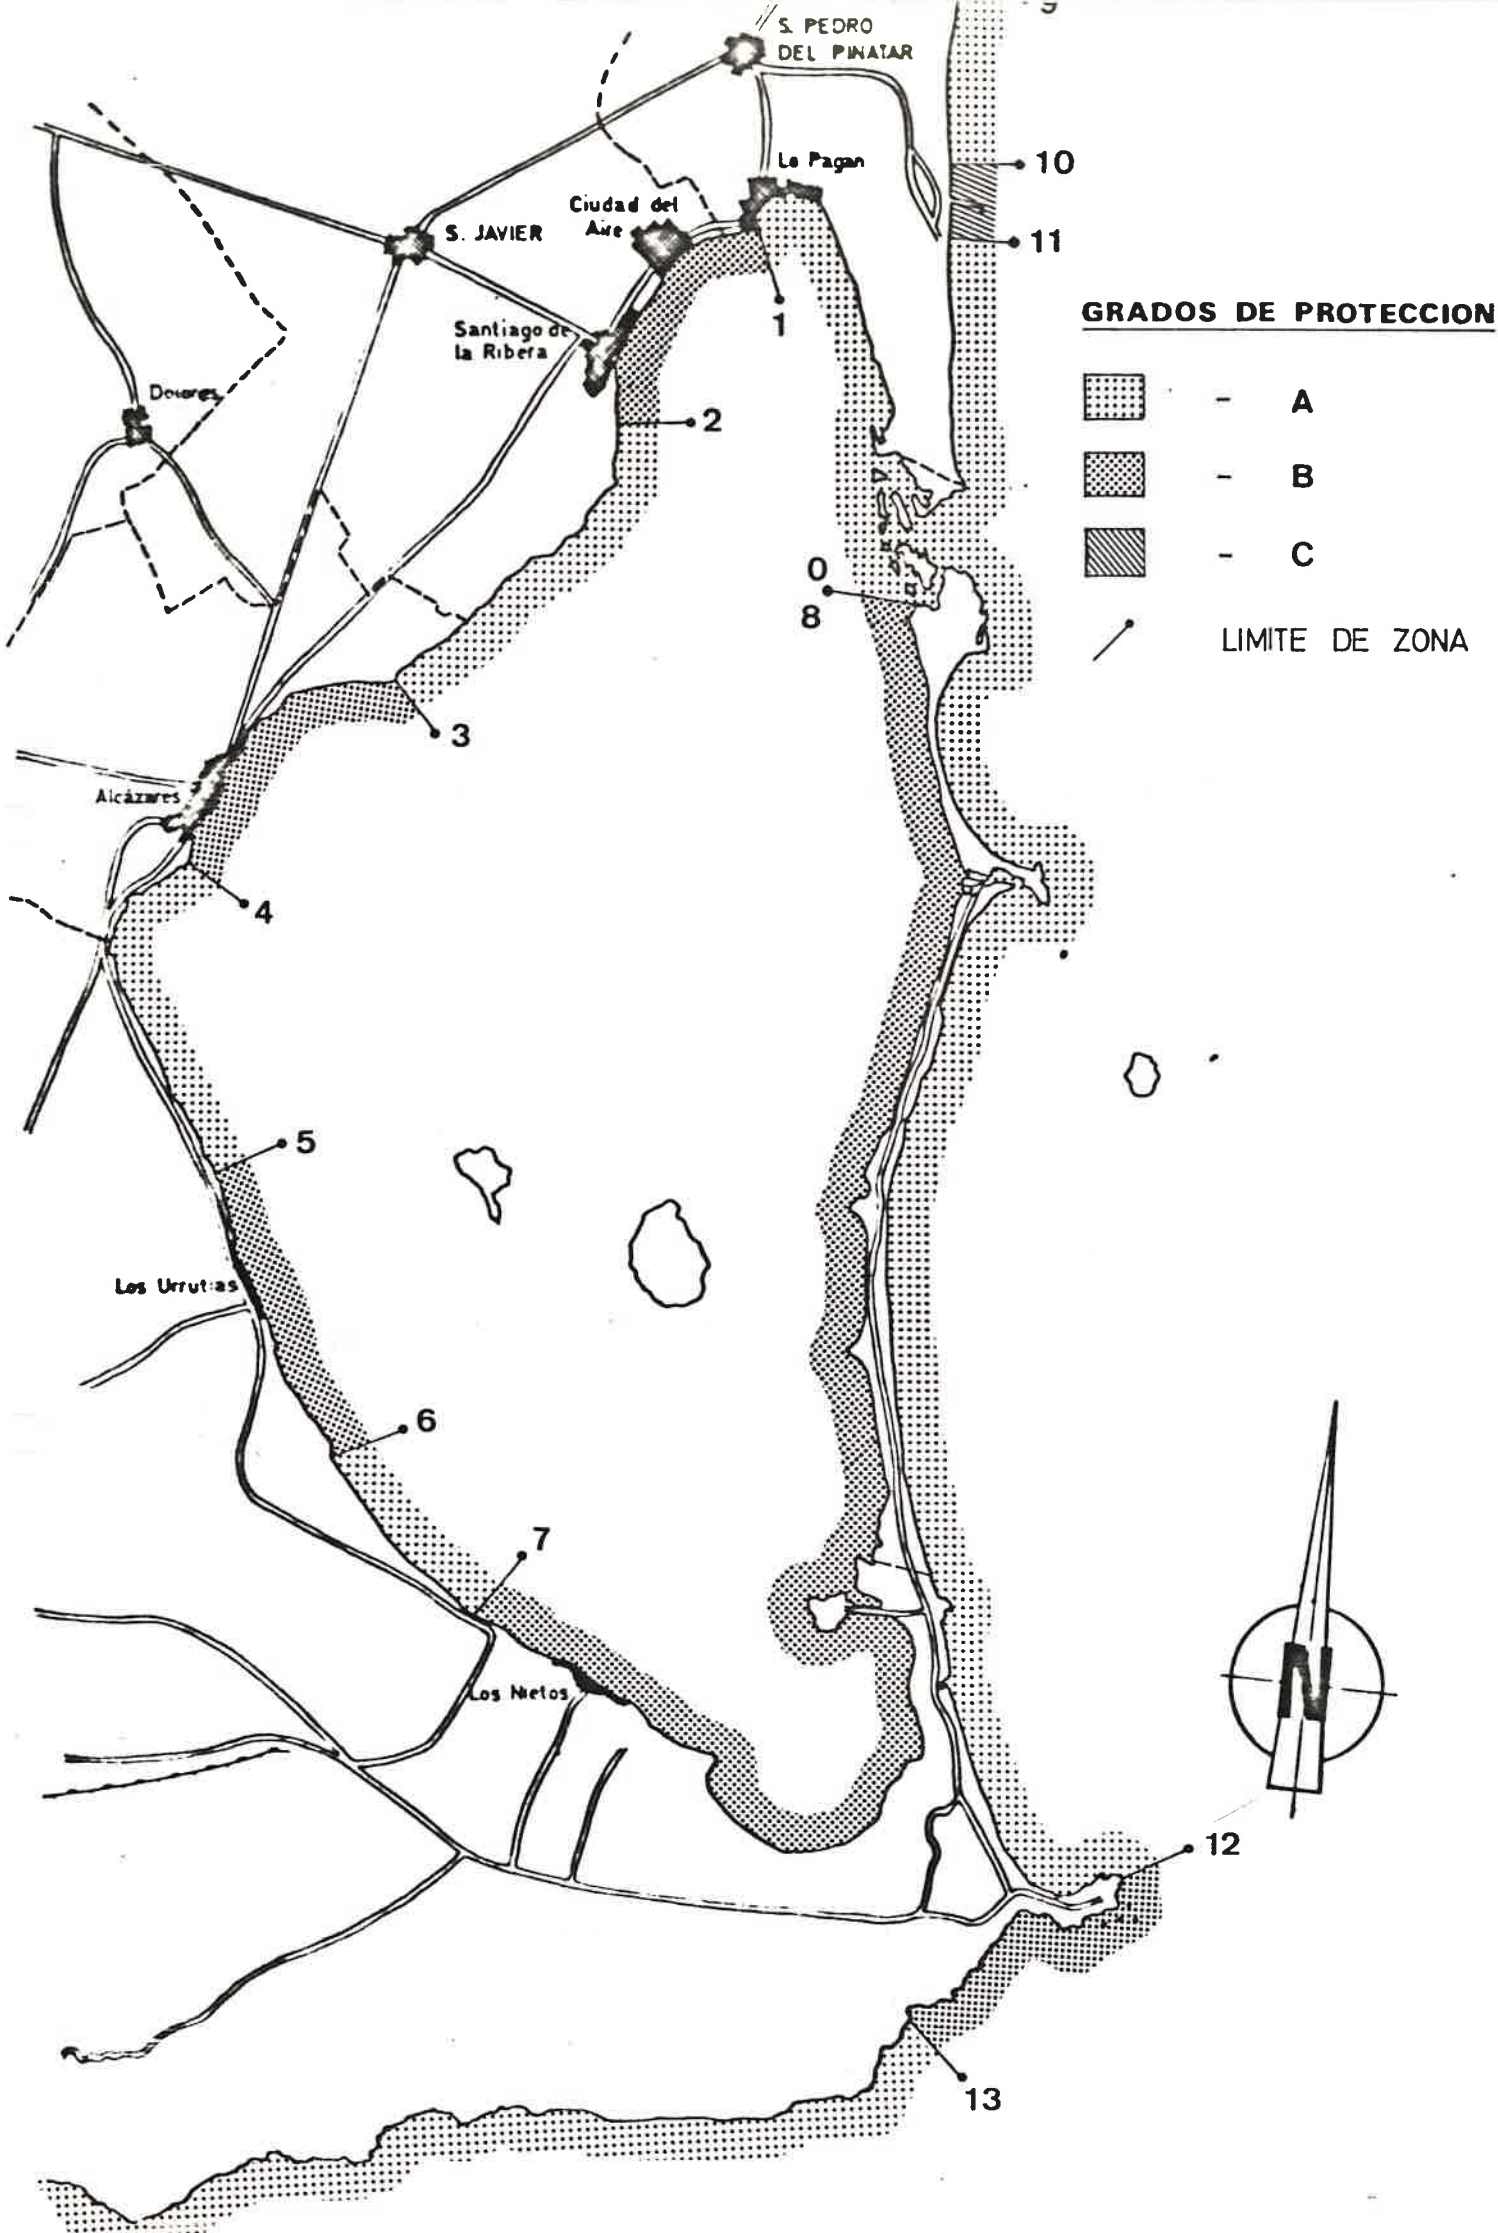 9
S. PEDRO
DEL PINATAR
Lo Pagan
10
Ciudad del
Aire
S. JAVIER
11
1
GRADOS DE PROTECCION
Santiago de
la Ribera
Dolores
- A
2
- B
- C
0
8
LIMITE DE ZONA
3
Alcázares
4
5
Los Urrutias
6
7
N
Los Nietos
12
13